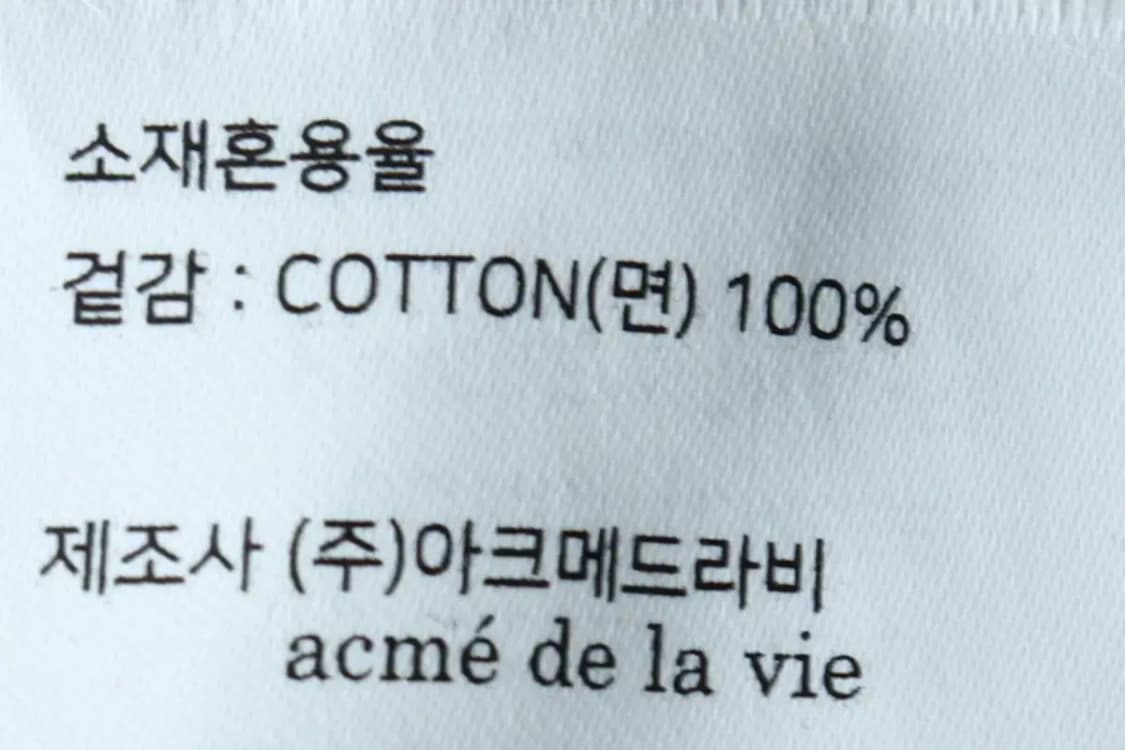 소재혼용율
겉감 : COTTON(면) 100%
제조사 (주)아크메드라비
acmé de la vie